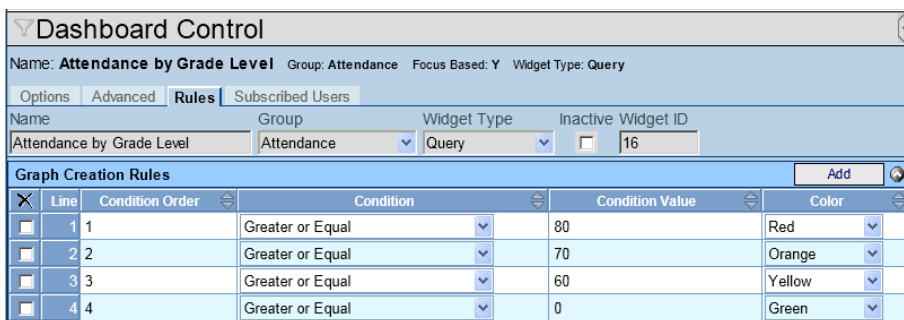 Dashboard Control
Name: Attendance by Grade Level Group: Attendance Focus Based: Y Widget Type: Query
Options Advanced Rules Subscribed Users
Name Group Widget Type Inactive Widget ID
Attendance by Grade Level Attendance Query 16
Graph Creation Rules Add
X Line Condition Order Condition Condition Value Color
1 1 Greater or Equal 80 Red
2 2 Greater or Equal 70 Orange
3 3 Greater or Equal 60 Yellow
4 4 Greater or Equal 0 Green